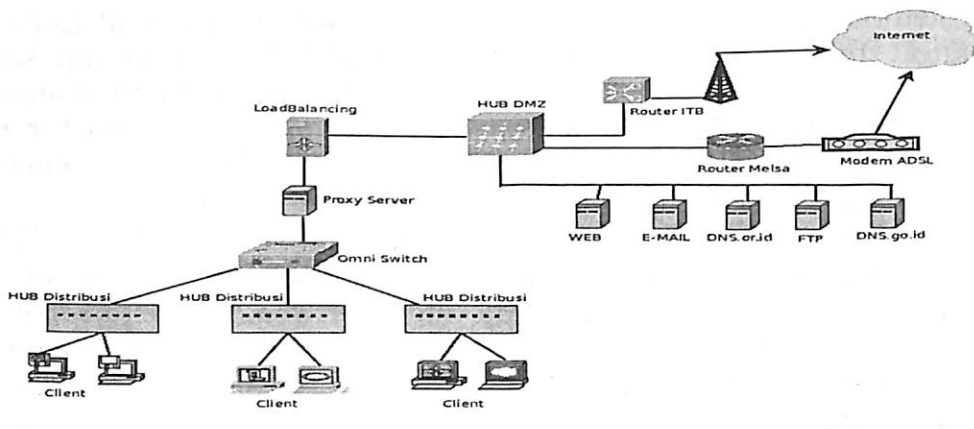 Internet
HUB DMZ
LoadBalancing
Router ITB
Router Melsa
Modem ADSL
Proxy Server
WEB
E-MAIL
DNS.or.id
FTP
DNS.go.id
Omni Switch
HUB Distribusi
HUB Distribusi
HUB Distribusi
Client
Client
Client